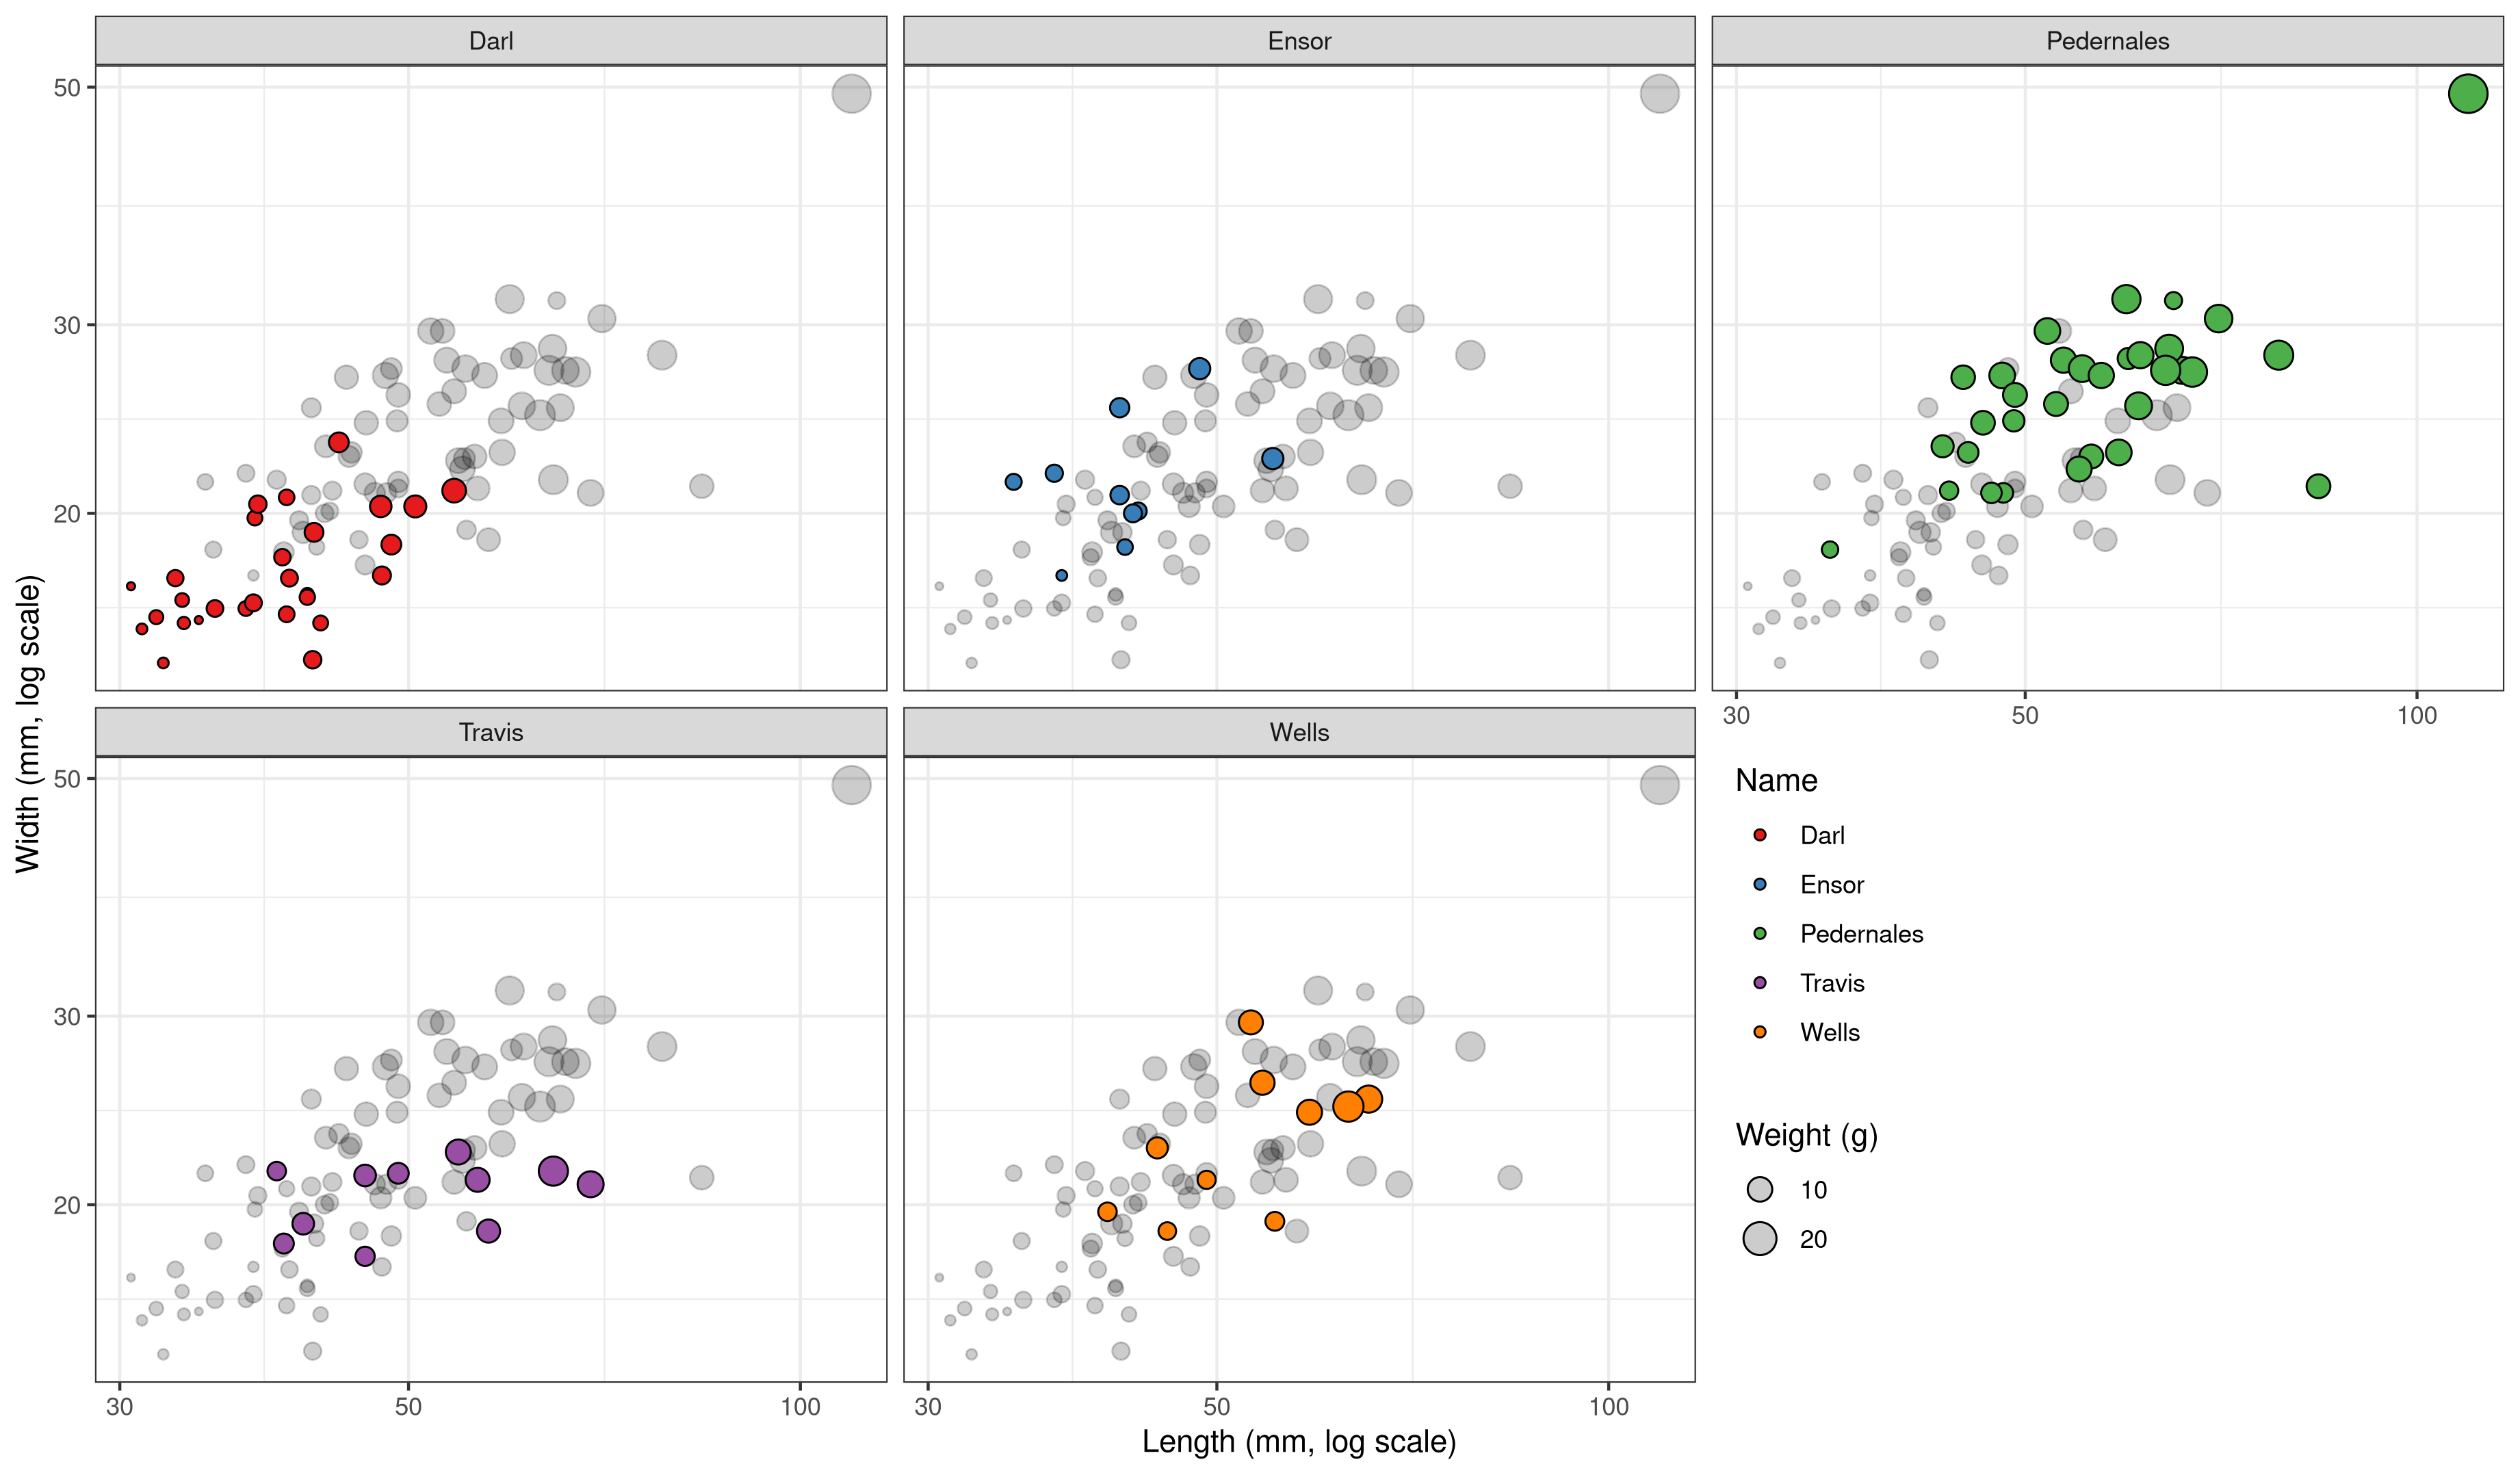 Darl
Ensor
Pedernales
50
30
20
30
50
100
Travis
Wells
50
30
20
30
50
100
30
50
100
Width (mm, log scale)
Length (mm, log scale)
Name
Darl
Ensor
Pedernales
Travis
Wells
Weight (g)
10
20